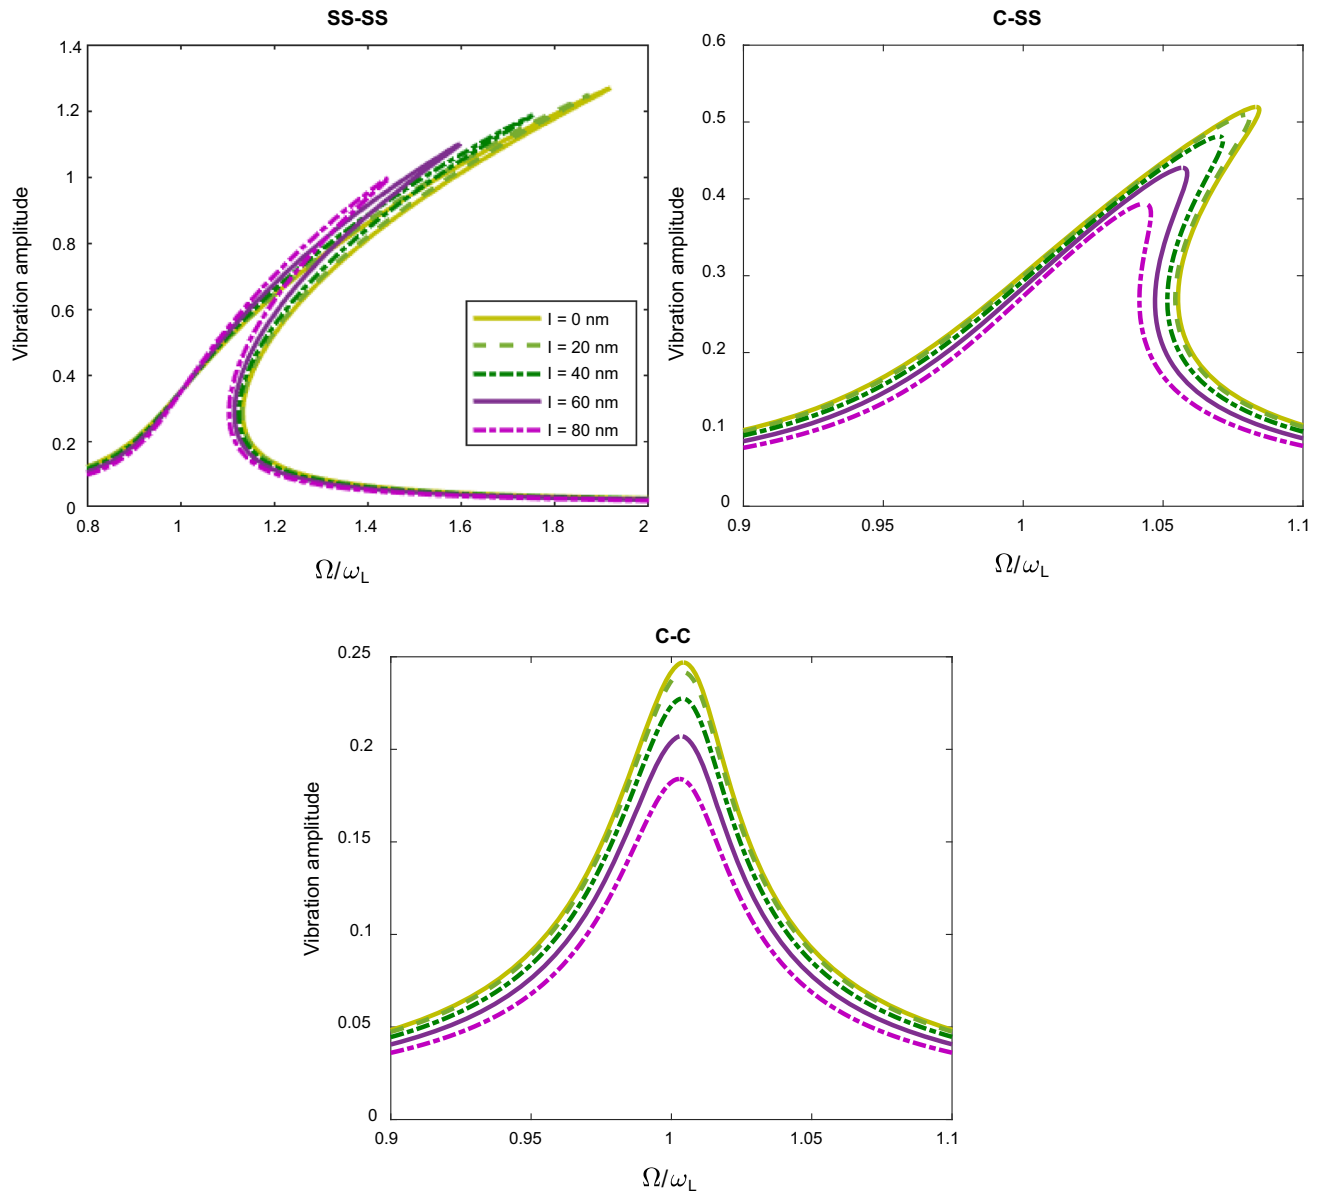 SS-SS
1.4
1.2
1
0.8
0.6
0.4
0.2
0
0.8
1
1.2
1.4
1.6
1.8
2
Vibration amplitude
Ω/ωL
l = 0 nm
l = 20 nm
l = 40 nm
l = 60 nm
l = 80 nm
C-SS
0.6
0.5
0.4
0.3
0.2
0.1
0
0.9
0.95
1
1.05
1.1
Vibration amplitude
Ω/ωL
C-C
0.25
0.2
0.15
0.1
0.05
0
0.9
0.95
1
1.05
1.1
Vibration amplitude
Ω/ωL